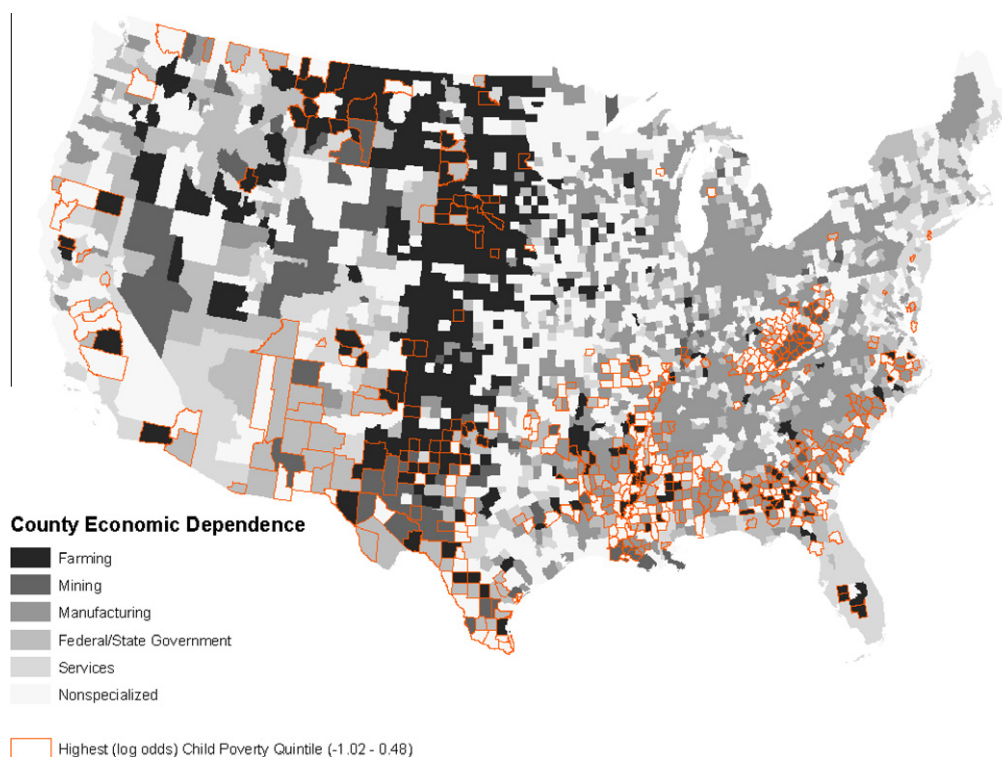 County Economic Dependence
Farming
Mining
Manufacturing
Federal/State Government
Services
Nonspecialized
Highest (log odds) Child Poverty Quintile (-1.02 - 0.48)